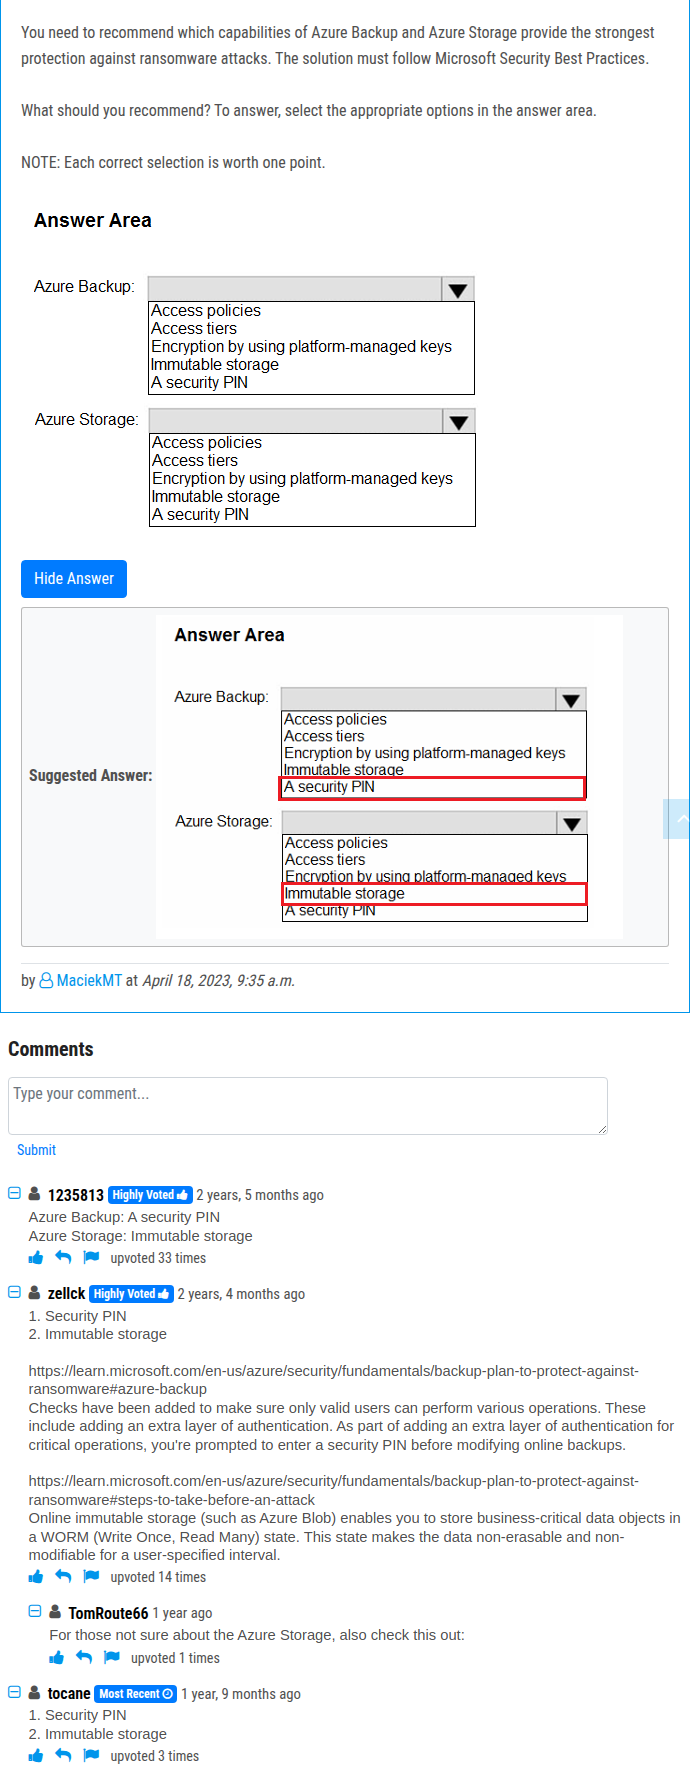 You need to recommend which capabilities of Azure Backup and Azure Storage provide the strongest
protection against ransomware attacks. The solution must follow Microsoft Security Best Practices.
What should you recommend? To answer, select the appropriate options in the answer area.
NOTE: Each correct selection is worth one point.
Answer Area
Azure Backup:
Access policies
Access tiers
Encryption by using platform-managed keys
Immutable storage
A security PIN
Azure Storage:
Access policies
Access tiers
Encryption by using platform-managed keys
Immutable storage
A security PIN
Hide Answer
Suggested Answer:
Answer Area
Azure Backup:
Access policies
Access tiers
Encryption by using platform-managed keys
Immutable storage
A security PIN
Azure Storage:
Access policies
Access tiers
Encryption by using platform-managed keys
Immutable storage
A security PIN
by MaciekMT at April 18, 2023, 9:35 a.m.
Comments
Type your comment...
Submit
1235813 Highly Voted 2 years, 5 months ago
Azure Backup: A security PIN
Azure Storage: Immutable storage
upvoted 33 times
zellck Highly Voted 2 years, 4 months ago
1. Security PIN
2. Immutable storage
https://learn.microsoft.com/en-us/azure/security/fundamentals/backup-plan-to-protect-against-
ransomware#azure-backup
Checks have been added to make sure only valid users can perform various operations. These
include adding an extra layer of authentication. As part of adding an extra layer of authentication for
critical operations, you're prompted to enter a security PIN before modifying online backups.
https://learn.microsoft.com/en-us/azure/security/fundamentals/backup-plan-to-protect-against-
ransomware#steps-to-take-before-an-attack
Online immutable storage (such as Azure Blob) enables you to store business-critical data objects in
a WORM (Write Once, Read Many) state. This state makes the data non-erasable and non-
modifiable for a user-specified interval.
upvoted 14 times
TomRoute66 1 year ago
For those not sure about the Azure Storage, also check this out:
upvoted 1 times
tocane Most Recent 1 year, 9 months ago
1. Security PIN
2. Immutable storage
upvoted 3 times